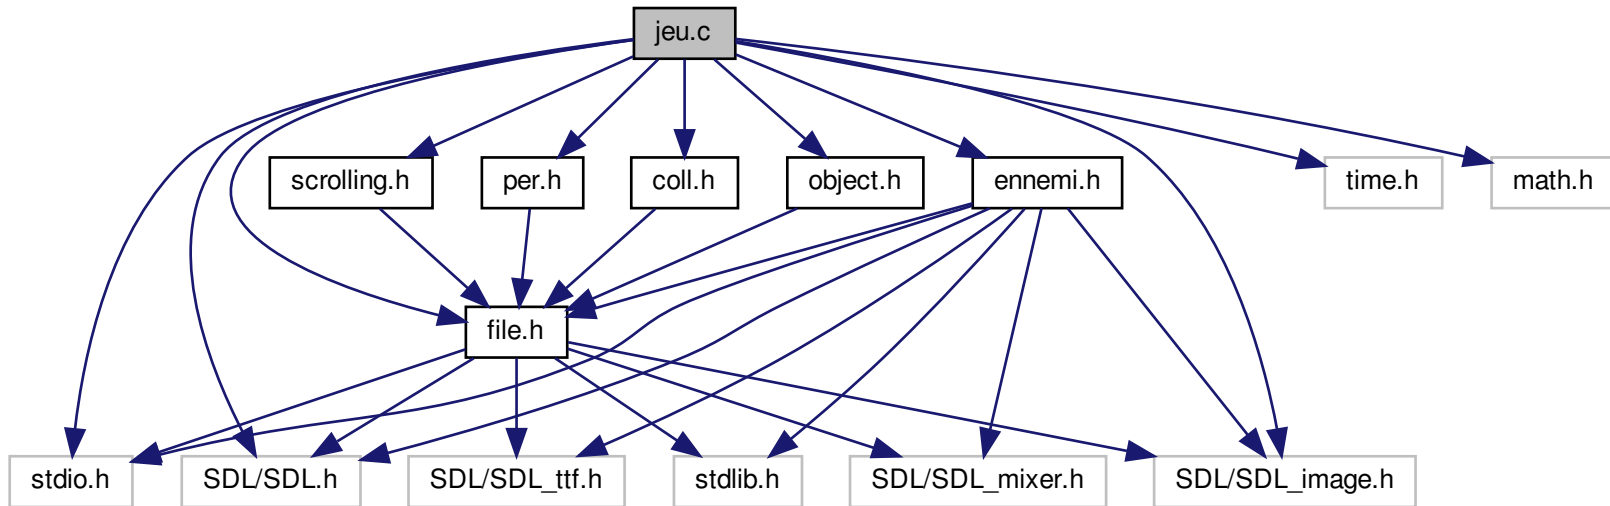 jeu.c
scrolling.h
per.h
coll.h
object.h
ennemi.h
time.h
math.h
file.h
stdio.h
SDL/SDL.h
SDL/SDL_ttf.h
stdlib.h
SDL/SDL_mixer.h
SDL/SDL_image.h